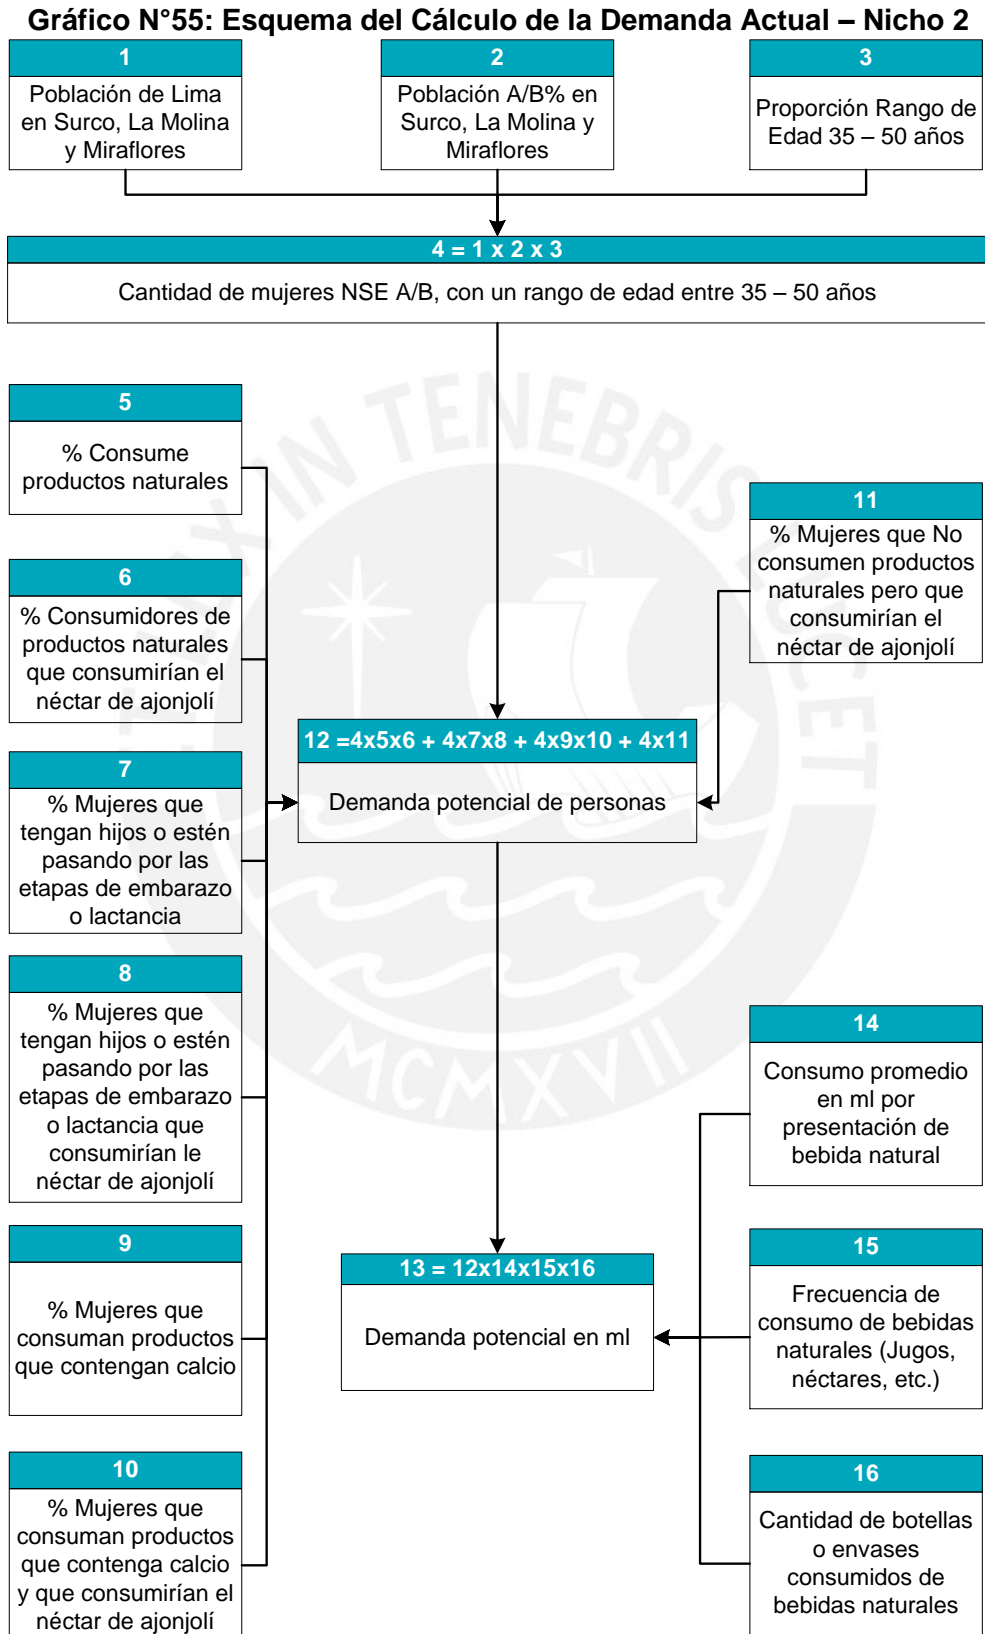 Gráfico N°55: Esquema del Cálculo de la Demanda Actual – Nicho 2
1
Población de Lima
en Surco, La Molina
y Miraflores
2
Población A/B% en
Surco, La Molina y
Miraflores
3
Proporción Rango de
Edad 35 – 50 años
4 = 1 x 2 x 3
Cantidad de mujeres NSE A/B, con un rango de edad entre 35 – 50 años
5
% Consume
productos naturales
6
% Consumidores de
productos naturales
que consumirían el
néctar de ajonjolí
7
% Mujeres que
tengan hijos o estén
pasando por las
etapas de embarazo
o lactancia
8
% Mujeres que
tengan hijos o estén
pasando por las
etapas de embarazo
o lactancia que
consumirían le
néctar de ajonjolí
9
% Mujeres que
consuman productos
que contengan calcio
10
% Mujeres que
consuman productos
que contenga calcio
y que consumirían el
néctar de ajonjolí
11
% Mujeres que No
consumen productos
naturales pero que
consumirían el
néctar de ajonjolí
12 =4x5x6 + 4x7x8 + 4x9x10 + 4x11
Demanda potencial de personas
13 = 12x14x15x16
Demanda potencial en ml
14
Consumo promedio
en ml por
presentación de
bebida natural
15
Frecuencia de
consumo de bebidas
naturales (Jugos,
néctares, etc.)
16
Cantidad de botellas
o envases
consumidos de
bebidas naturales
ET LUX IN TENEBRIS LUCET
MCMXVII